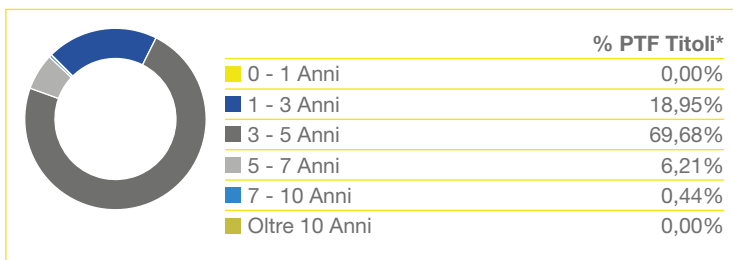 % PTF Titoli*
0 - 1 Anni 0,00%
1 - 3 Anni 18,95%
3 - 5 Anni 69,68%
5 - 7 Anni 6,21%
7 - 10 Anni 0,44%
Oltre 10 Anni 0,00%